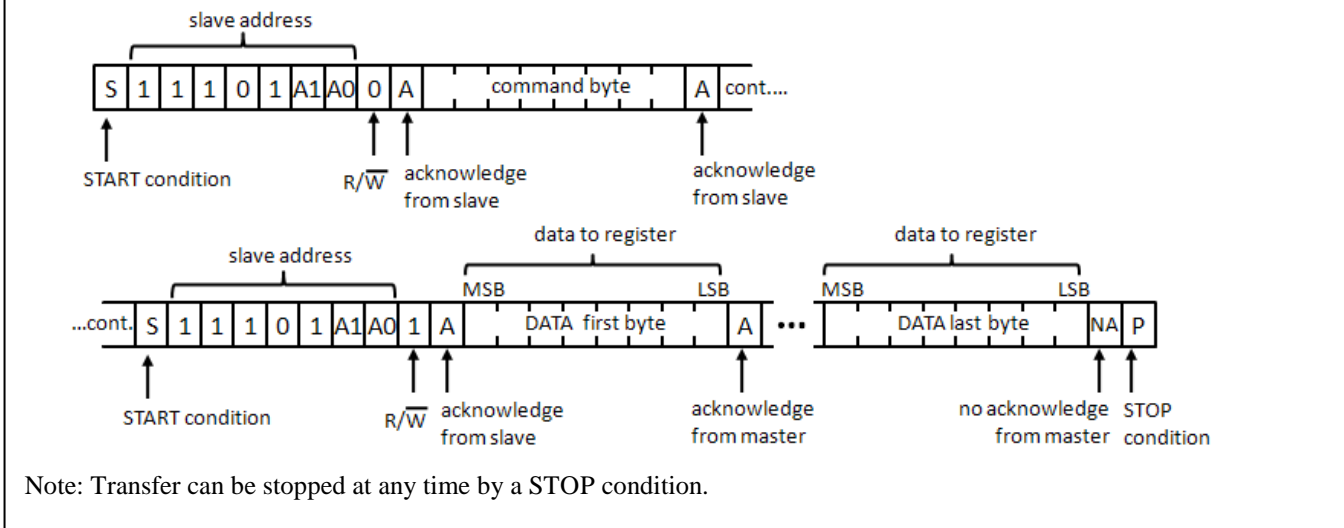 slave address
S 1 1 1 0 1 A1 A0 0 A command byte A cont....
START condition
R/W̅
acknowledge
from slave
acknowledge
from slave
data to register
data to register
slave address
MSB LSB MSB LSB
...cont. S 1 1 1 0 1 A1 A0 1 A DATA first byte A ••• DATA last byte NA P
START condition
R/W̅
acknowledge
from slave
acknowledge
from master
no acknowledge
from master
STOP
condition
Note: Transfer can be stopped at any time by a STOP condition.